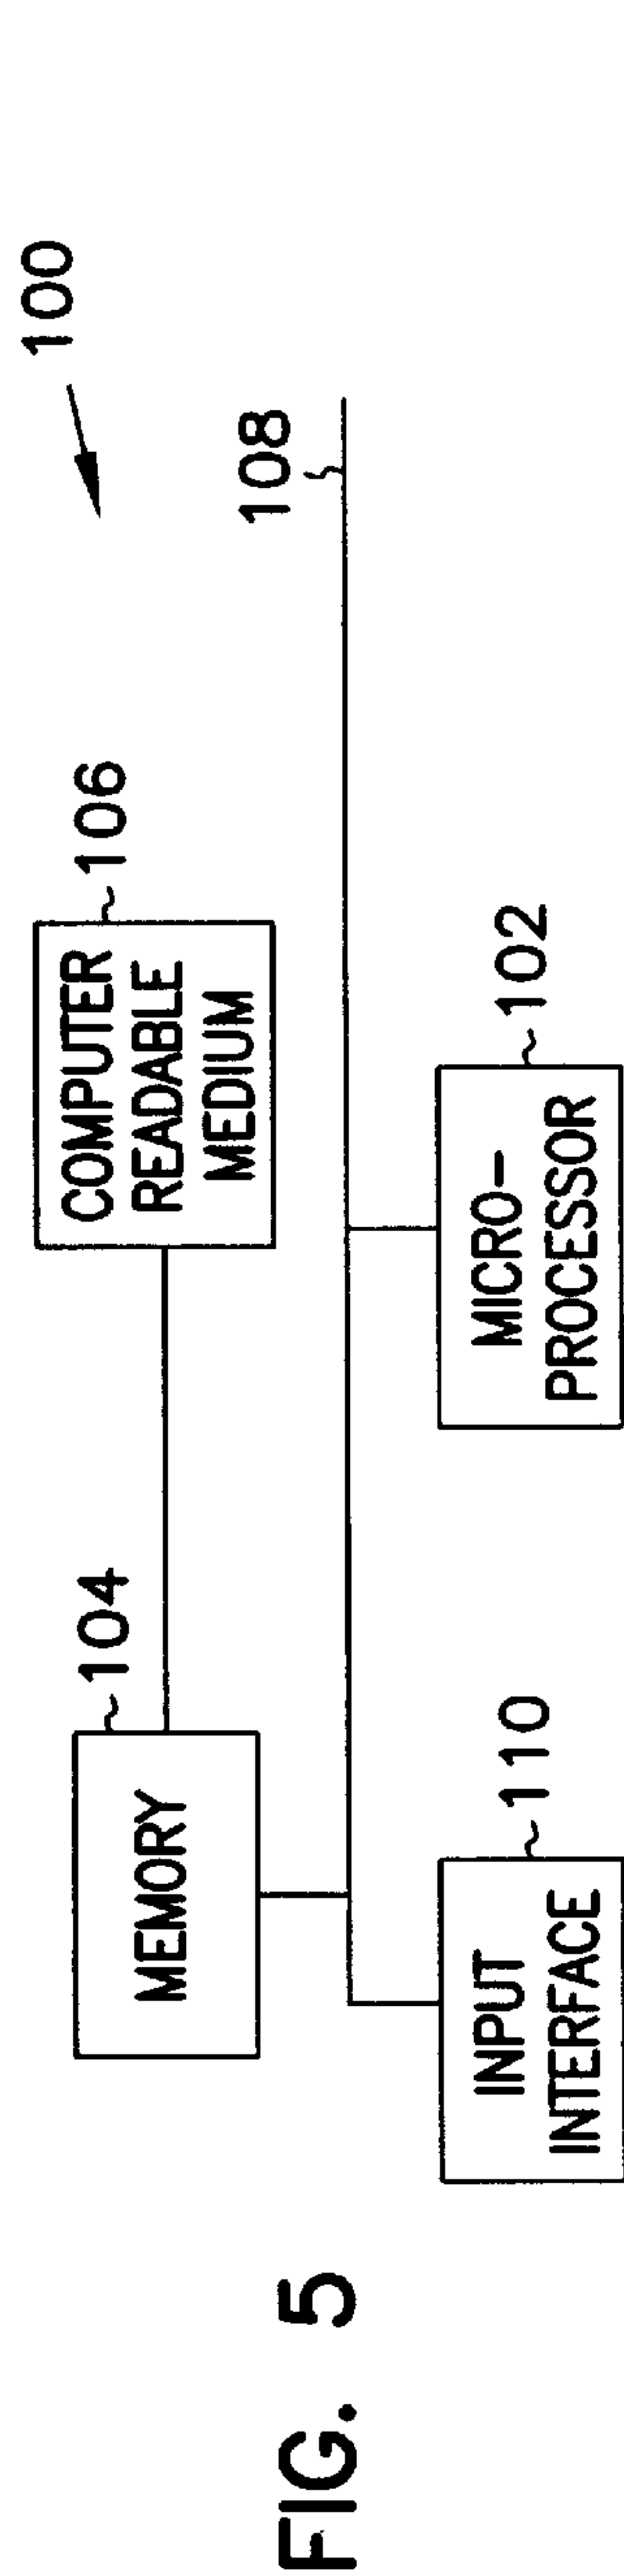 FIG. 5
100
MEMORY
104
COMPUTER
READABLE
MEDIUM
106
108
INPUT
INTERFACE
110
MICRO-
PROCESSOR
102